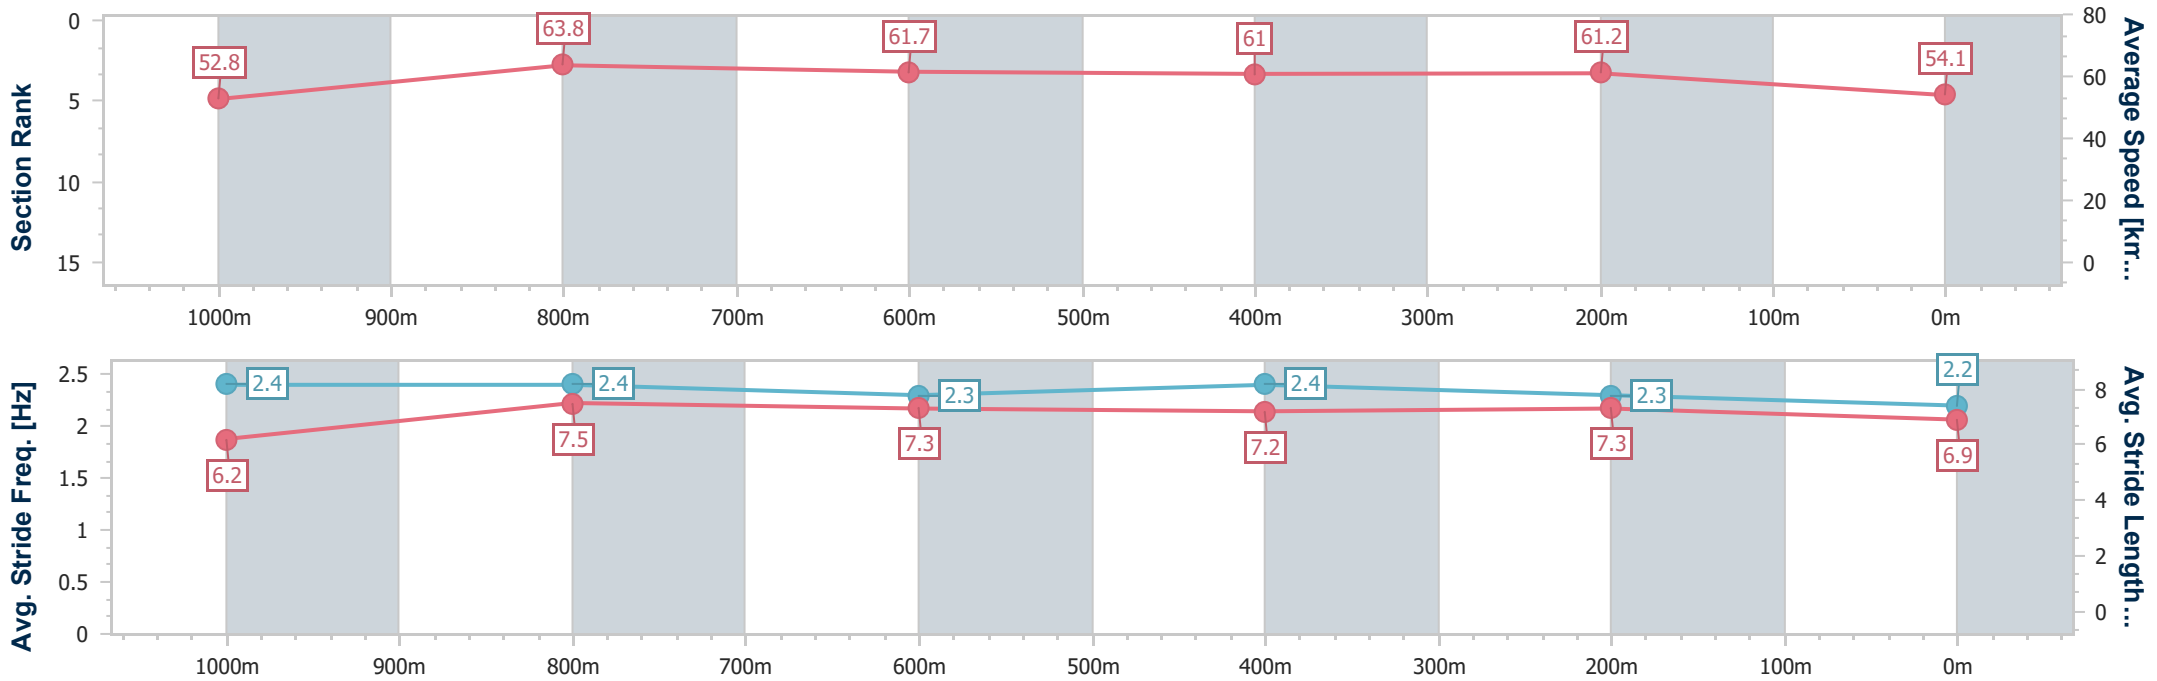 Section Rank
0
5
10
15
52.8
63.8
61.7
61
61.2
54.1
80
60
40
20
0
Average Speed [km...
1000m
900m
800m
700m
600m
500m
400m
300m
200m
100m
0m
Avg. Stride Freq. [Hz]
2.5
2
1.5
1
0.5
0
2.4
2.4
2.3
2.4
2.3
2.2
6.2
7.5
7.3
7.2
7.3
6.9
8
6
4
2
0
Avg. Stride Length...
1000m
900m
800m
700m
600m
500m
400m
300m
200m
100m
0m